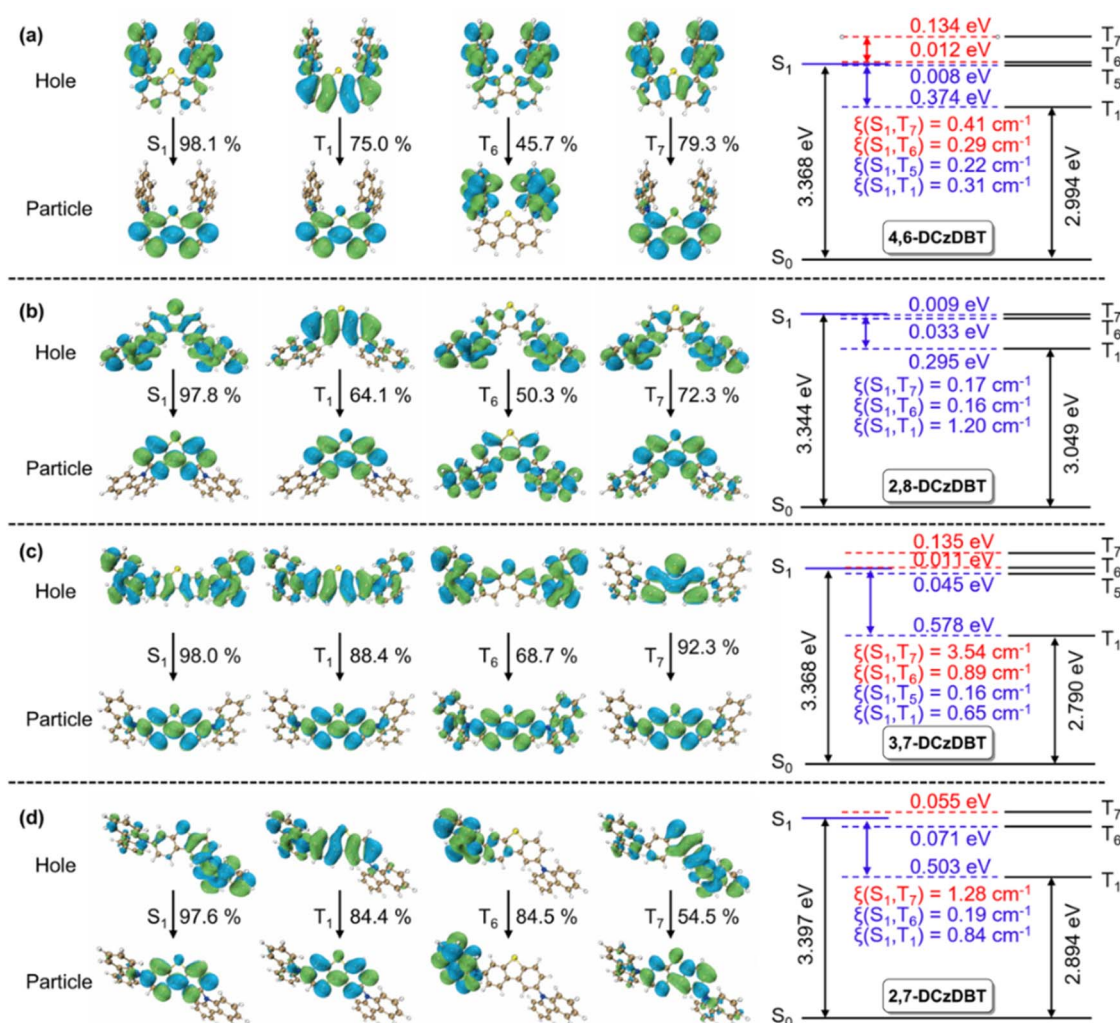 (a)
Hole
S1 98.1 %
T1 75.0 %
T6 45.7 %
T7 79.3 %
Particle
0.134 eV
0.012 eV
0.008 eV
0.374 eV
S1
T7
T6
T5
T1
ξ(S1,T7) = 0.41 cm-1
ξ(S1,T6) = 0.29 cm-1
ξ(S1,T5) = 0.22 cm-1
ξ(S1,T1) = 0.31 cm-1
3.368 eV
2.994 eV
4,6-DCzDBT
S0
(b)
Hole
S1 97.8 %
T1 64.1 %
T6 50.3 %
T7 72.3 %
Particle
0.009 eV
0.033 eV
0.295 eV
S1
T7
T6
T1
ξ(S1,T7) = 0.17 cm-1
ξ(S1,T6) = 0.16 cm-1
ξ(S1,T1) = 1.20 cm-1
3.344 eV
3.049 eV
2,8-DCzDBT
S0
(c)
Hole
S1 98.0 %
T1 88.4 %
T6 68.7 %
T7 92.3 %
Particle
0.135 eV
0.011 eV
0.045 eV
0.578 eV
S1
T7
T6
T5
T1
ξ(S1,T7) = 3.54 cm-1
ξ(S1,T6) = 0.89 cm-1
ξ(S1,T5) = 0.16 cm-1
ξ(S1,T1) = 0.65 cm-1
3.368 eV
2.790 eV
3,7-DCzDBT
S0
(d)
Hole
S1 97.6 %
T1 84.4 %
T6 84.5 %
T7 54.5 %
Particle
0.055 eV
0.071 eV
0.503 eV
S1
T7
T6
T1
ξ(S1,T7) = 1.28 cm-1
ξ(S1,T6) = 0.19 cm-1
ξ(S1,T1) = 0.84 cm-1
3.397 eV
2.894 eV
2,7-DCzDBT
S0